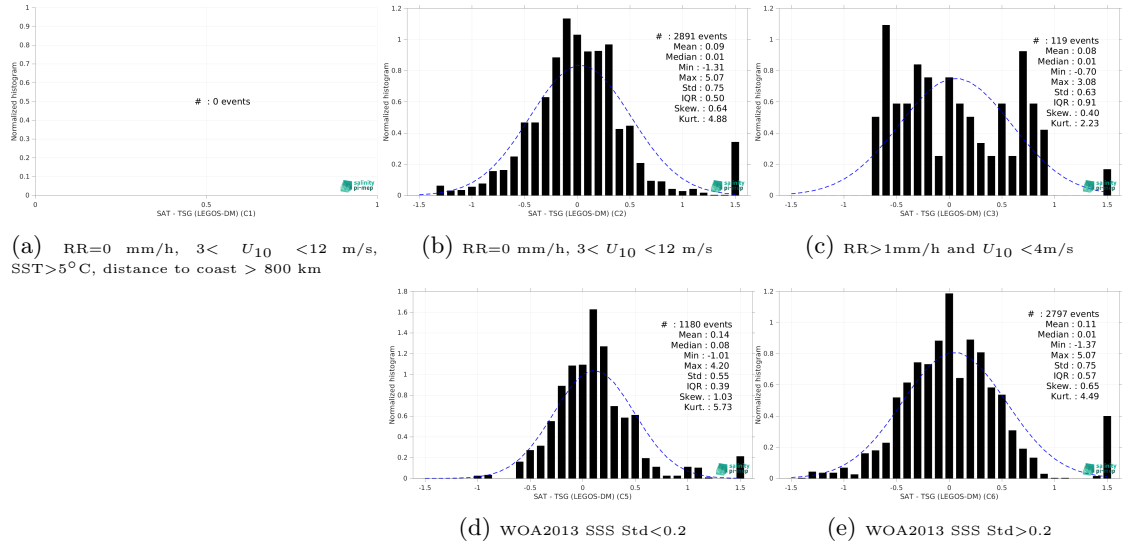 1
0.9
0.8
0.7
0.6
0.5
0.4
0.3
0.2
0.1
0
Normalized histogram
# : 0 events
salinity
pi-mep
0 0.5 1
SAT - TSG (LEGOS-DM) (C1)
(a) RR=0 mm/h, 3< U10 <12 m/s,
SST>5°C, distance to coast > 800 km
1.2
1
0.8
0.6
0.4
0.2
0
Normalized histogram
# : 2891 events
Mean : 0.09
Median : 0.01
Min : -1.31
Max : 5.07
Std : 0.75
IQR : 0.50
Skew. : 0.64
Kurt. : 4.88
salinity
pi-mep
-1.5 -1 -0.5 0 0.5 1 1.5
SAT - TSG (LEGOS-DM) (C2)
(b) RR=0 mm/h, 3< U10 <12 m/s
1.2
1
0.8
0.6
0.4
0.2
0
Normalized histogram
# : 119 events
Mean : 0.08
Median : 0.01
Min : -0.70
Max : 3.08
Std : 0.63
IQR : 0.91
Skew. : 0.40
Kurt. : 2.23
salinity
pi-mep
-1.5 -1 -0.5 0 0.5 1 1.5
SAT - TSG (LEGOS-DM) (C3)
(c) RR>1mm/h and U10 <4m/s
1.8
1.6
1.4
1.2
1
0.8
0.6
0.4
0.2
0
Normalized histogram
# : 1180 events
Mean : 0.14
Median : 0.08
Min : -1.01
Max : 4.20
Std : 0.55
IQR : 0.39
Skew. : 1.03
Kurt. : 5.73
salinity
pi-mep
-1.5 -1 -0.5 0 0.5 1 1.5
SAT - TSG (LEGOS-DM) (C5)
(d) WOA2013 SSS Std<0.2
1.2
1
0.8
0.6
0.4
0.2
0
Normalized histogram
# : 2797 events
Mean : 0.11
Median : 0.01
Min : -1.37
Max : 5.07
Std : 0.75
IQR : 0.57
Skew. : 0.65
Kurt. : 4.49
salinity
pi-mep
-1.5 -1 -0.5 0 0.5 1 1.5
SAT - TSG (LEGOS-DM) (C6)
(e) WOA2013 SSS Std>0.2